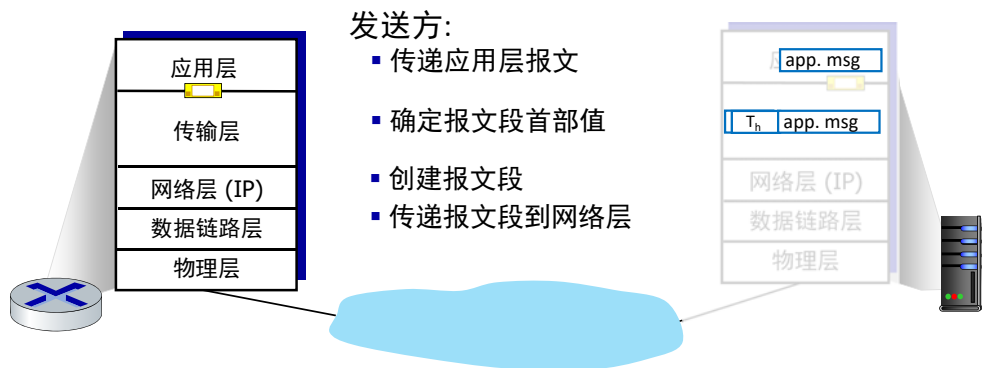 发送方:
▪ 传递应用层报文
▪ 确定报文段首部值
▪ 创建报文段
▪ 传递报文段到网络层
应用层
传输层
网络层 (IP)
数据链路层
物理层
app. msg
Th app. msg
网络层 (IP)
数据链路层
物理层